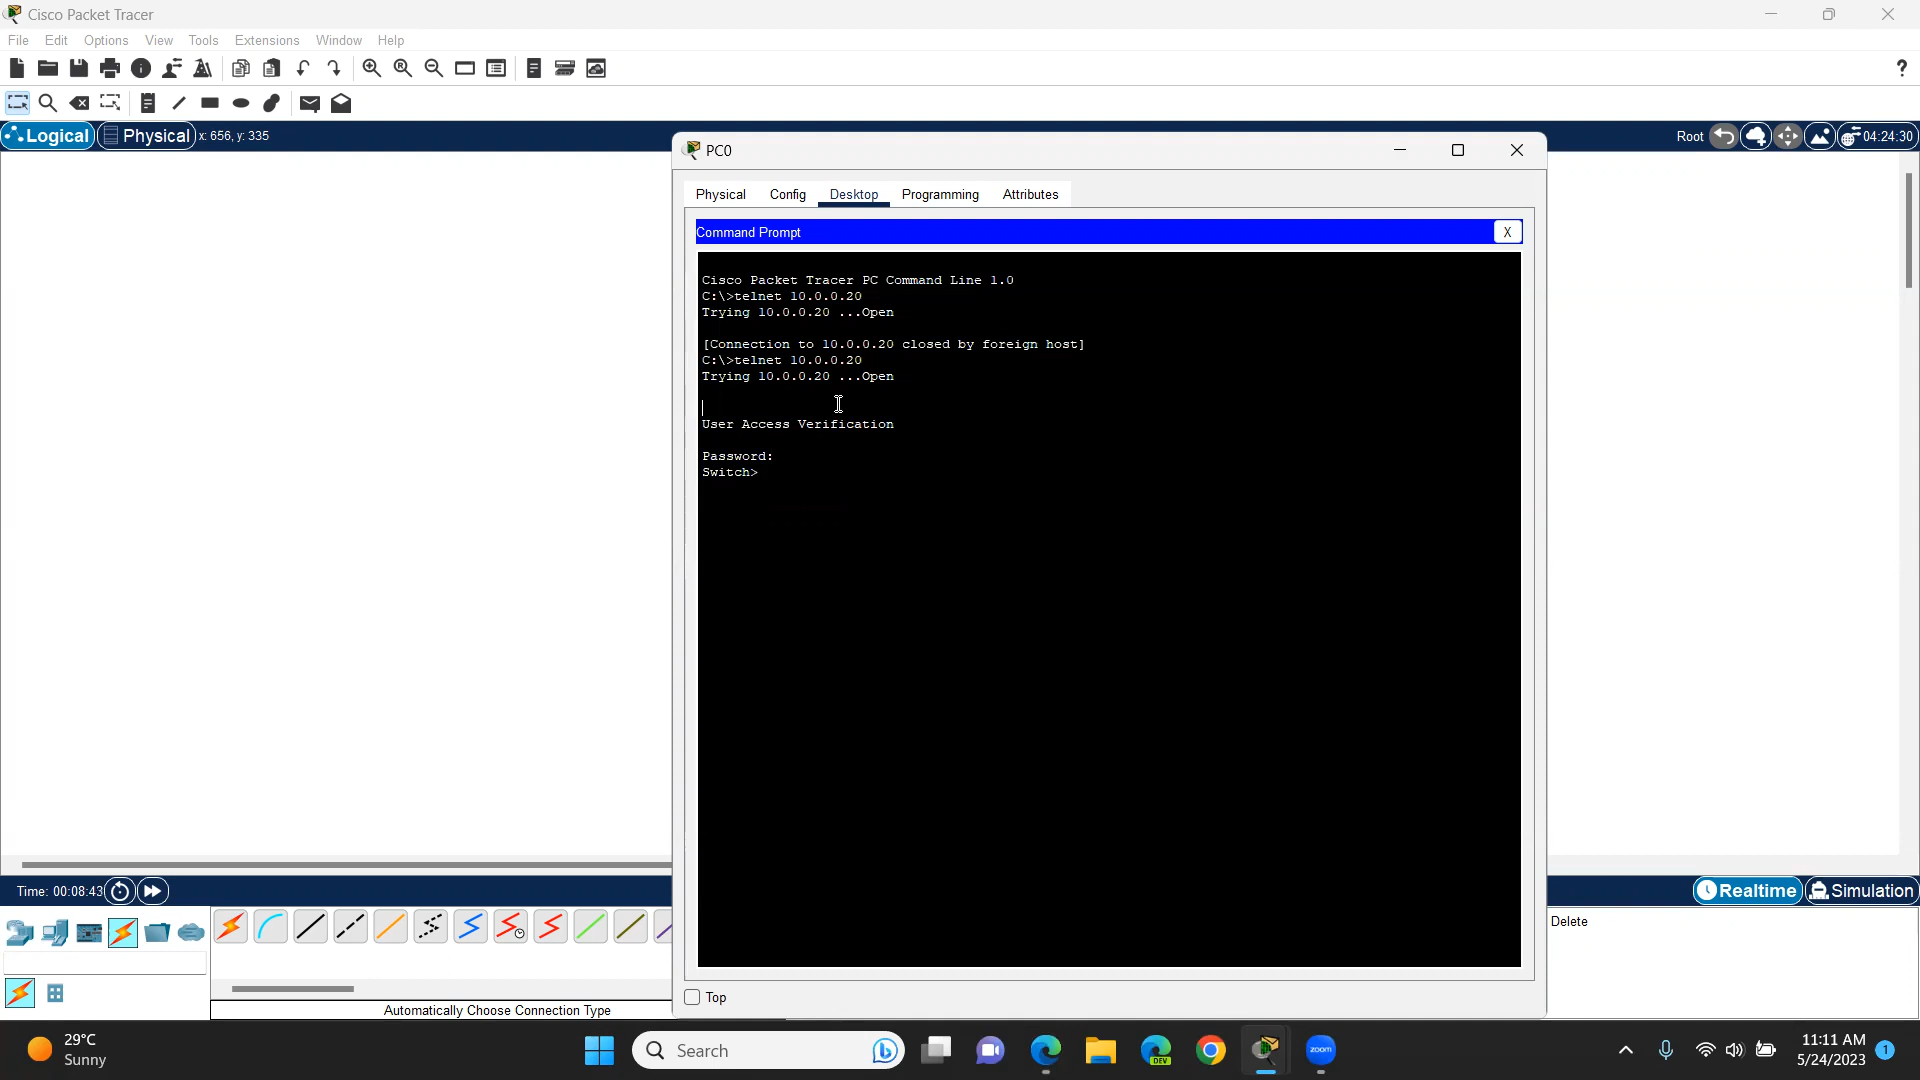 Cisco Packet Tracer
File Edit Options View Tools Extensions Window Help
?
Logical Physical x: 656, y: 335
Root 04:24:30
PC0
Physical Config Desktop Programming Attributes
Command Prompt X
Cisco Packet Tracer PC Command Line 1.0
C:\>telnet 10.0.0.20
Trying 10.0.0.20 ...Open
[Connection to 10.0.0.20 closed by foreign host]
C:\>telnet 10.0.0.20
Trying 10.0.0.20 ...Open
User Access Verification
Password:
Switch>
Top
Time: 00:08:43
Realtime Simulation
Delete
Automatically Choose Connection Type
29°C
Sunny
Search
DEV
zoom
11:11 AM
5/24/2023
1